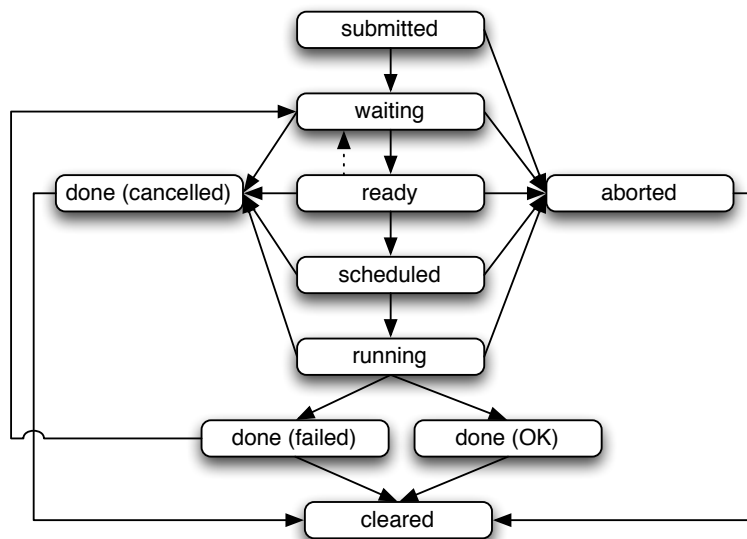 submitted
waiting
done (cancelled)
ready
aborted
scheduled
running
done (failed)
done (OK)
cleared